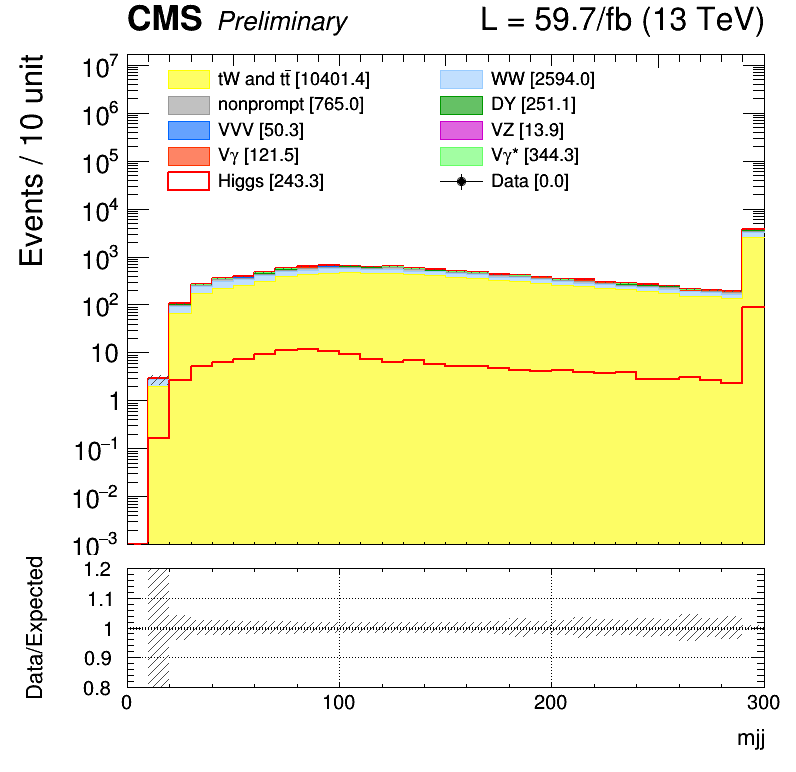 CMS Preliminary L = 59.7/fb (13 TeV)
Events / 10 unit
10⁷
10⁶
10⁵
10⁴
10³
10²
10
1
10⁻¹
10⁻²
10⁻³
tW and tt̄ [10401.4] WW [2594.0]
nonprompt [765.0] DY [251.1]
VVV [50.3] VZ [13.9]
Vγ [121.5] Vγ* [344.3]
Higgs [243.3] Data [0.0]
Data/Expected
1.2
1.1
1
0.9
0.8
0 100 200 300
mjj